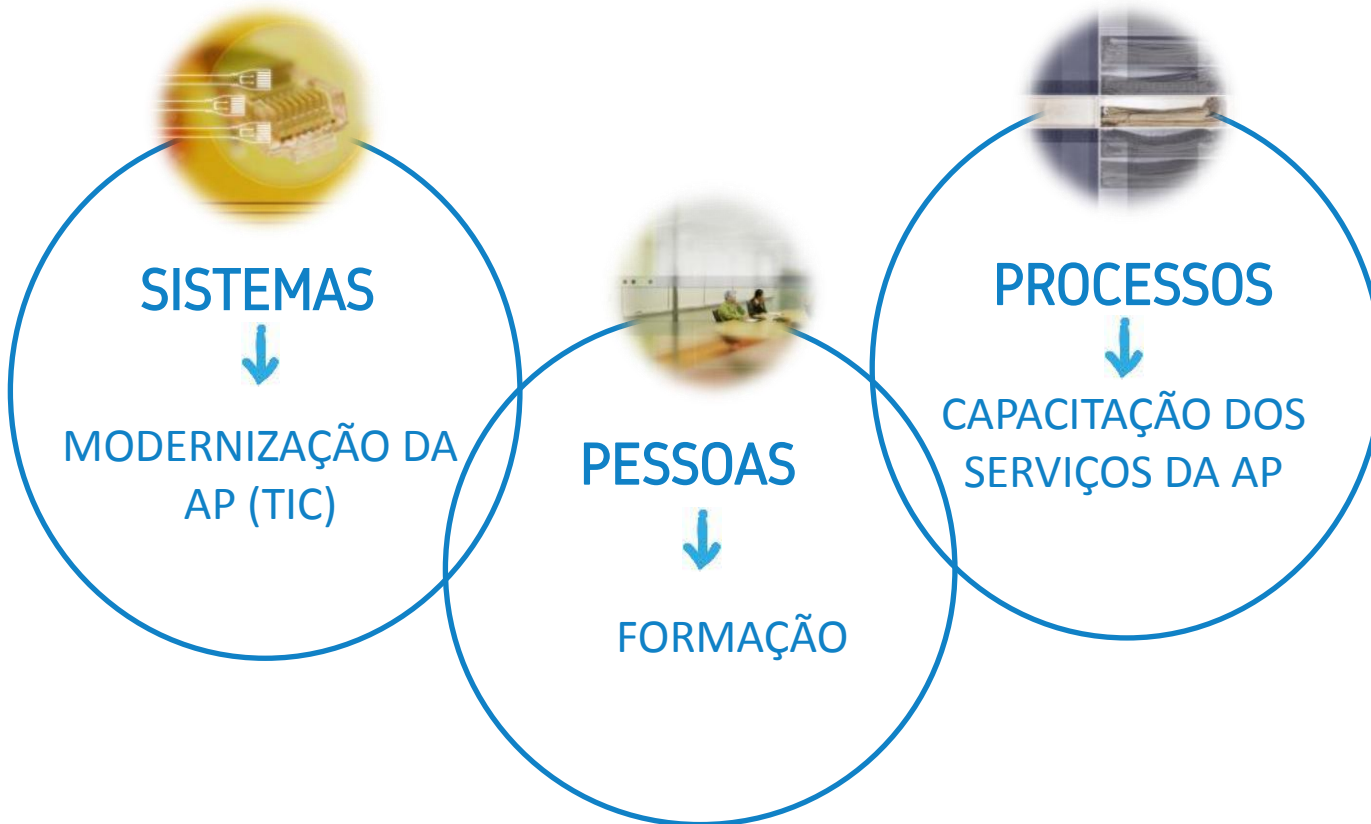 SISTEMAS
MODERNIZAÇÃO DA
AP (TIC)
PESSOAS
FORMAÇÃO
PROCESSOS
CAPACITAÇÃO DOS
SERVIÇOS DA AP